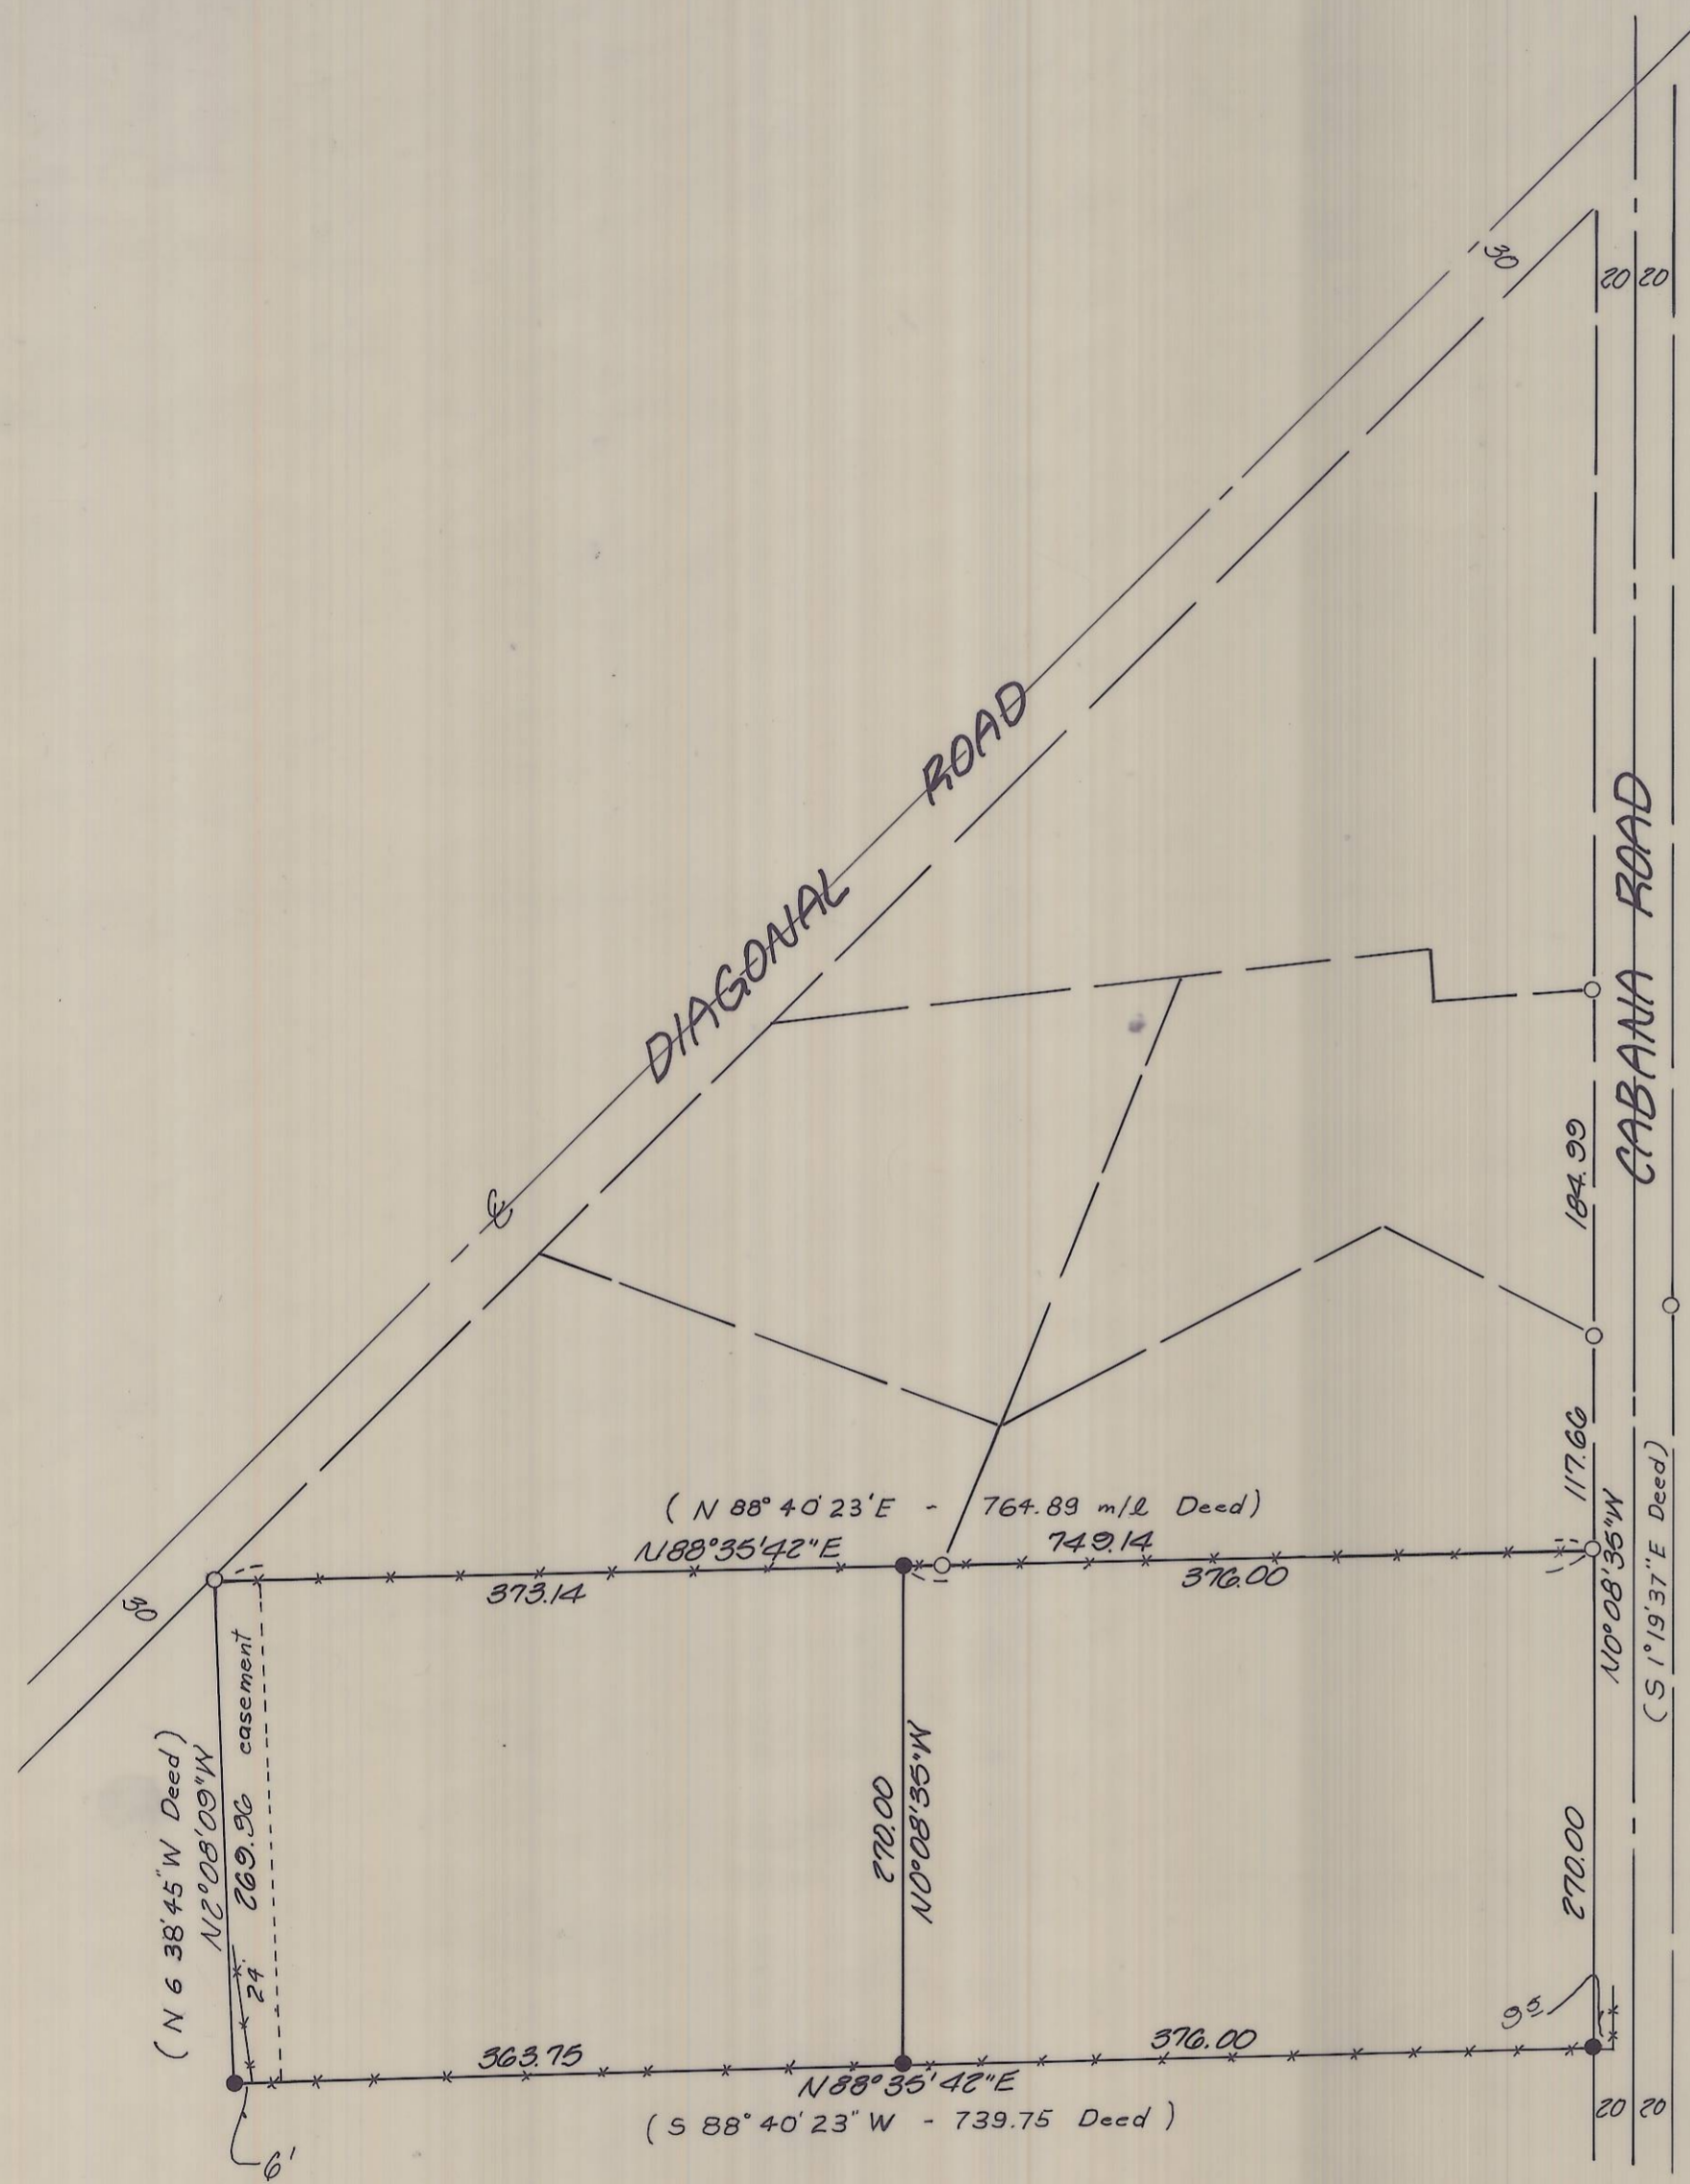 30
20 20
DIAGONAL ROAD
CABANA ROAD
184.99
117.66
( N 88° 40' 23' E - 764.89 m/l Deed)
N88°35'42"E
749.14
373.14
376.00
30
N0°08'35"W
( S 1° 19' 37" E Deed)
easement
( N 6 38' 45" W Deed )
N2°08'09"W
269.96
24'
270.00
N0°08'35"W
270.00
9⁵
363.75
376.00
N88°35'42"E
( S 88° 40' 23" W - 739.75 Deed )
20 20
6'